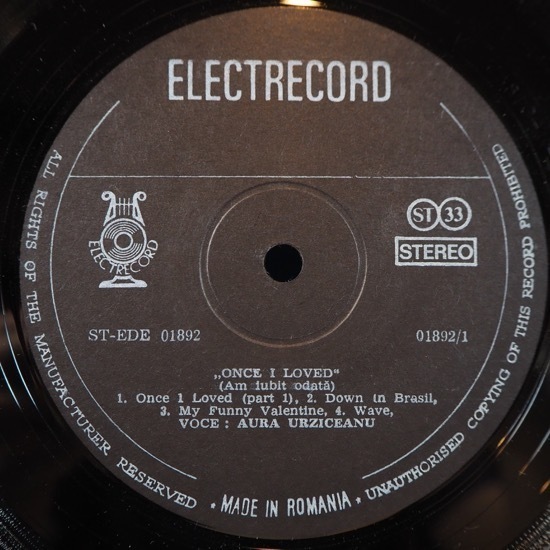 ELECTRECORD
ELECTRECORD
ST 33
STEREO
ST-EDE 01892
01892/1
„ONCE I LOVED“
(Am iubit odată)
1. Once I Loved (part 1), 2. Down in Brasil,
3. My Funny Valentine, 4. Wave,
VOCE : AURA URZICEANU
ALL RIGHTS OF THE MANUFACTURER RESERVED * MADE IN ROMANIA * UNAUTHORISED COPYING OF THIS RECORD PROHIBITED